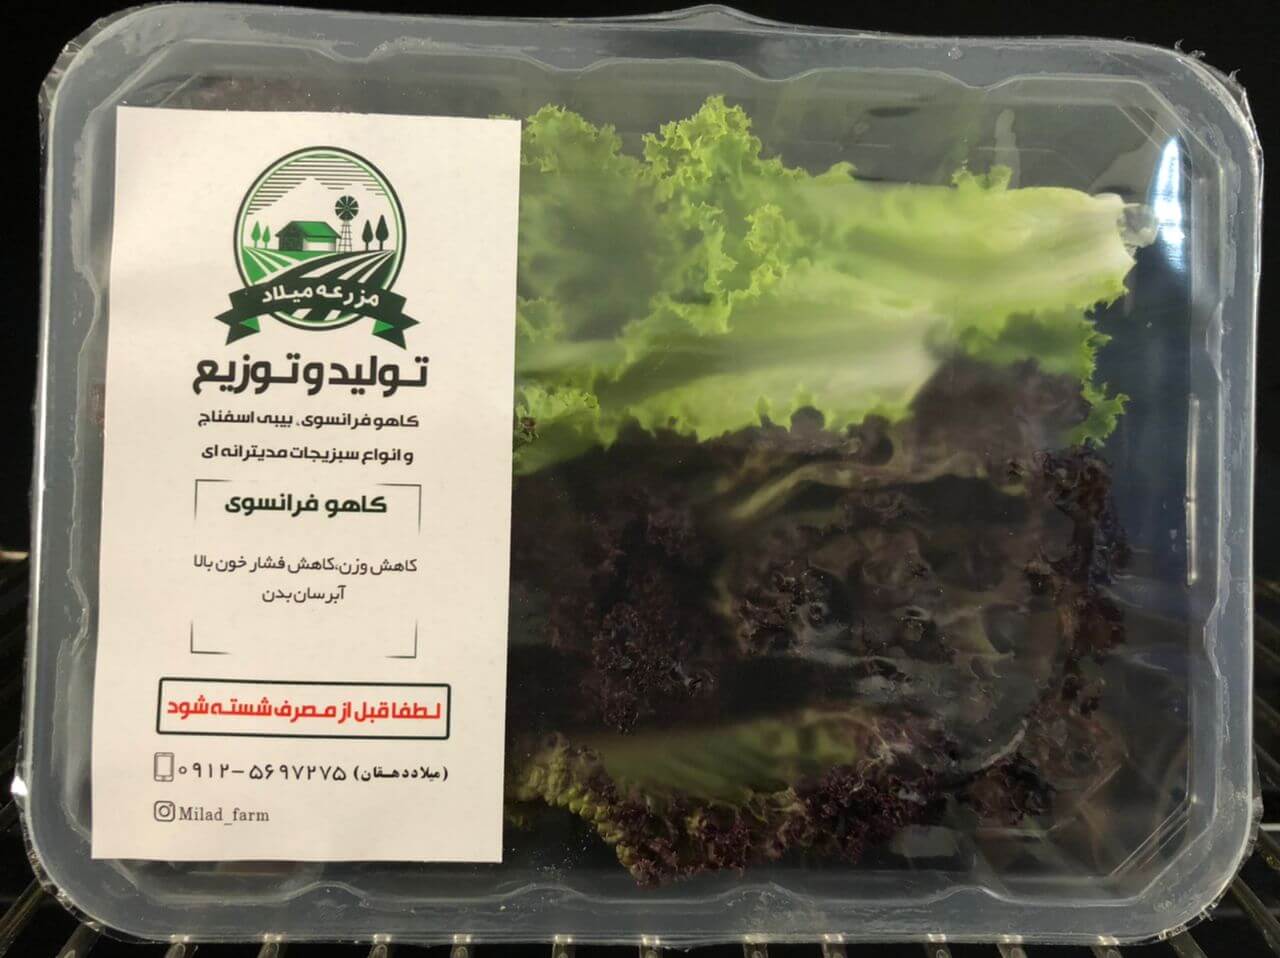 مزرعه میلاد
تولید و توزیع
کاهو فرانسوی، بیبی اسفناج
و انواع سبزیجات مدیترانه ای
کاهو فرانسوی
کاهش وزن،کاهش فشار خون بالا
آبرسان بدن
لطفا قبل از مصرف شسته شود
۰۹۱۲-۵۶۹۷۲۷۵ (میلاد دهقان)
Milad_farm